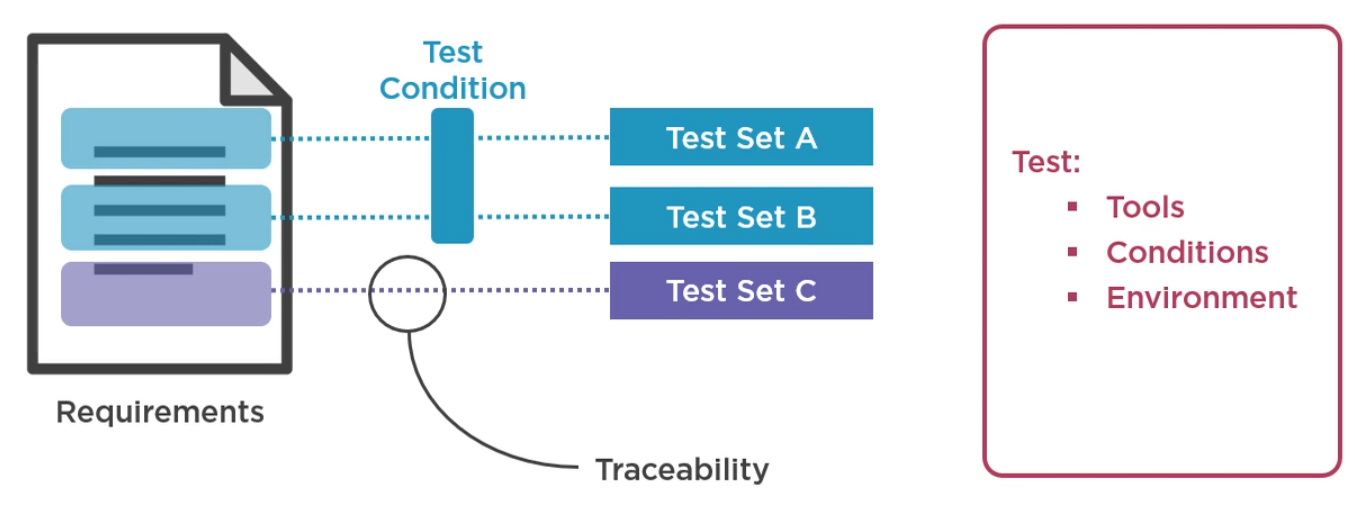 Test
Condition
Test Set A
Test Set B
Test Set C
Requirements
Traceability
Test:
▪ Tools
▪ Conditions
▪ Environment